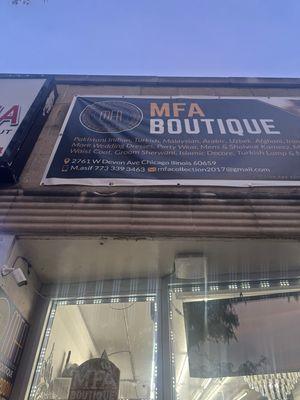 MFA
MFA
BOUTIQUE
Pakistani Indian, Turkish, Malaysian, Arabic, Uzbek, Afghani,
More Wedding Dresses, Party Wear, Mens & Shalwar Kameez,
Waist Coat, Groom Sherwani, Islamic Decore, Turkish Lamp &
2761 W Devon Ave Chicago Illinois 60659
M.asif 773 339 3463 mfacollection2017@gmail.com
A
UT
MFA
BOUTIQUE